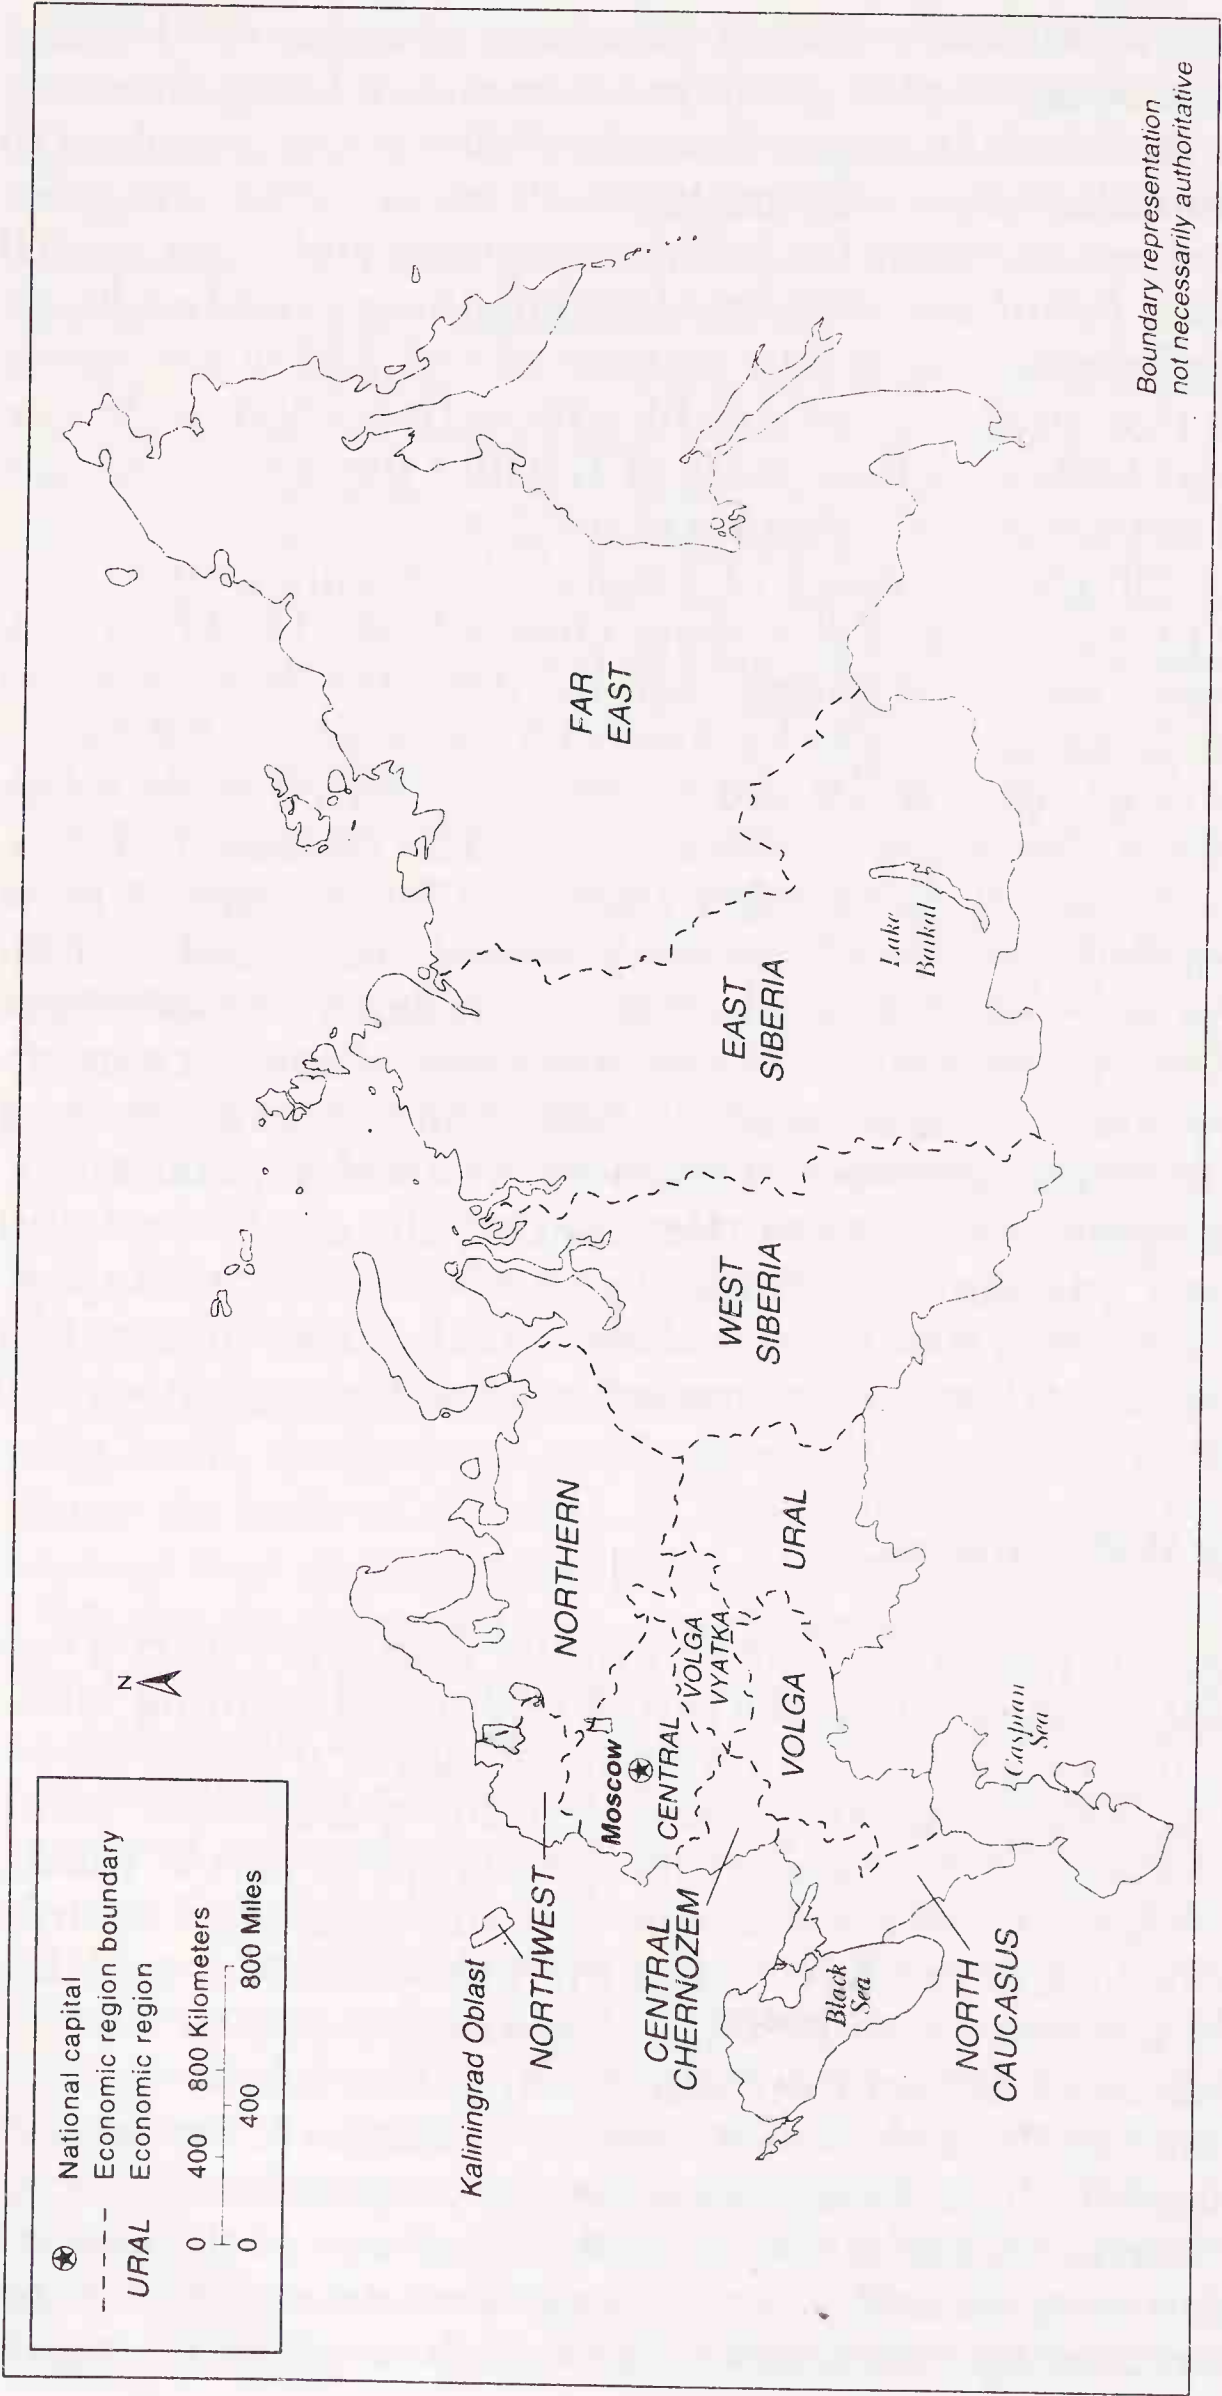 National capital
Economic region boundary
URAL Economic region
0 400 800 Kilometers
0 400 800 Miles
N
Kaliningrad Oblast
NORTHWEST
Moscow
NORTHERN
CENTRAL
VOLGA
VYATKA
CENTRAL
CHERNOZEM
VOLGA
URAL
NORTH
CAUCASUS
Black
Sea
Caspian
Sea
WEST
SIBERIA
EAST
SIBERIA
Lake
Baikal
FAR
EAST
Boundary representation
not necessarily authoritative